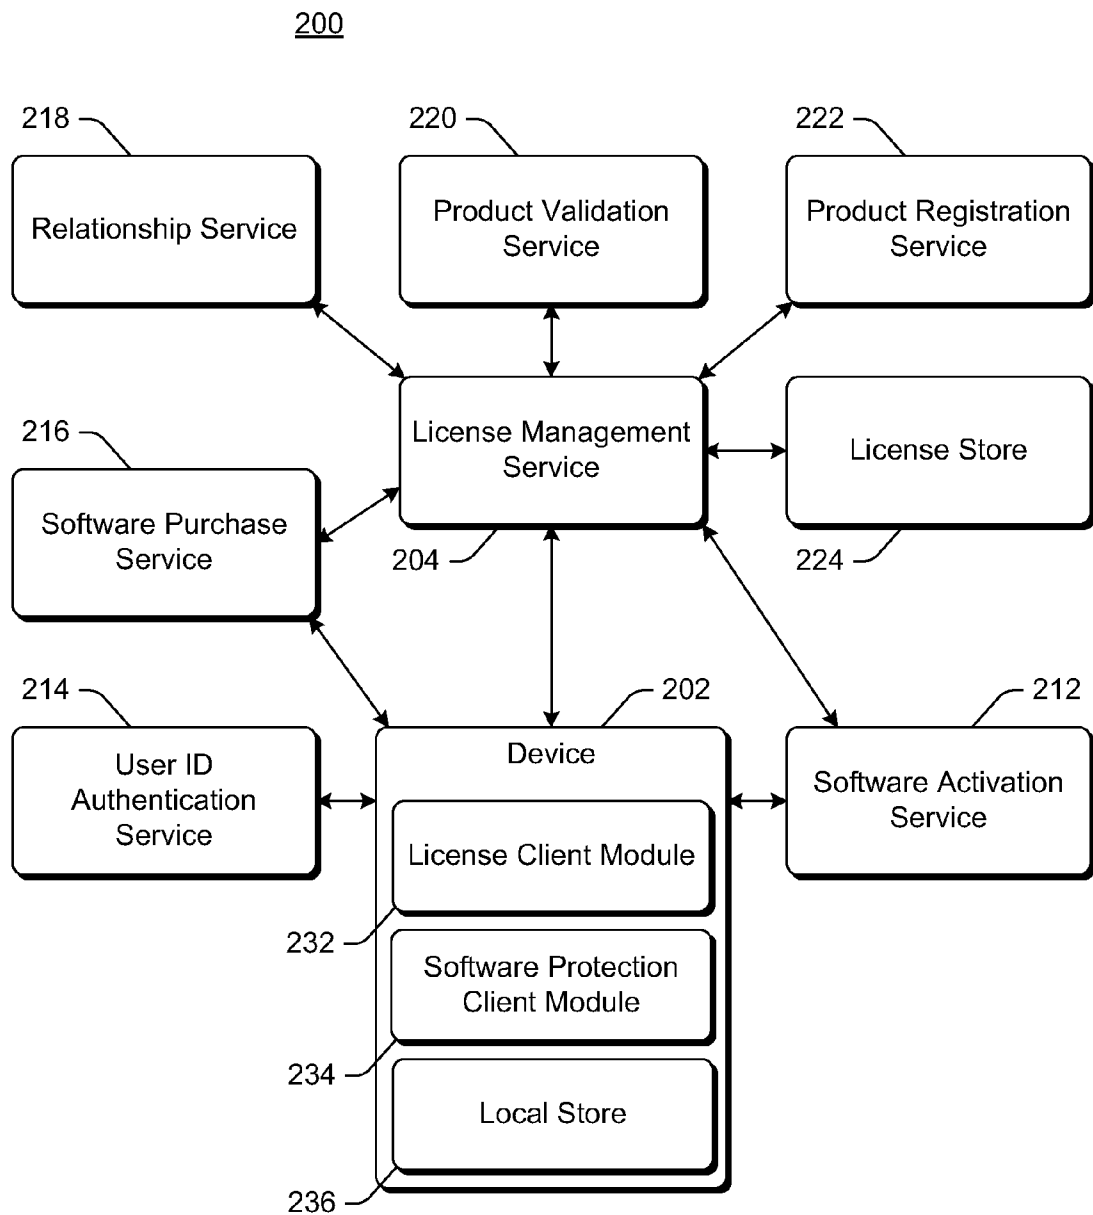 200
218
220
222
Relationship Service
Product Validation
Service
Product Registration
Service
216
License Management
Service
License Store
Software Purchase
Service
204
224
214
202
212
User ID
Authentication
Service
Device
Software Activation
Service
License Client Module
232
Software Protection
Client Module
234
Local Store
236